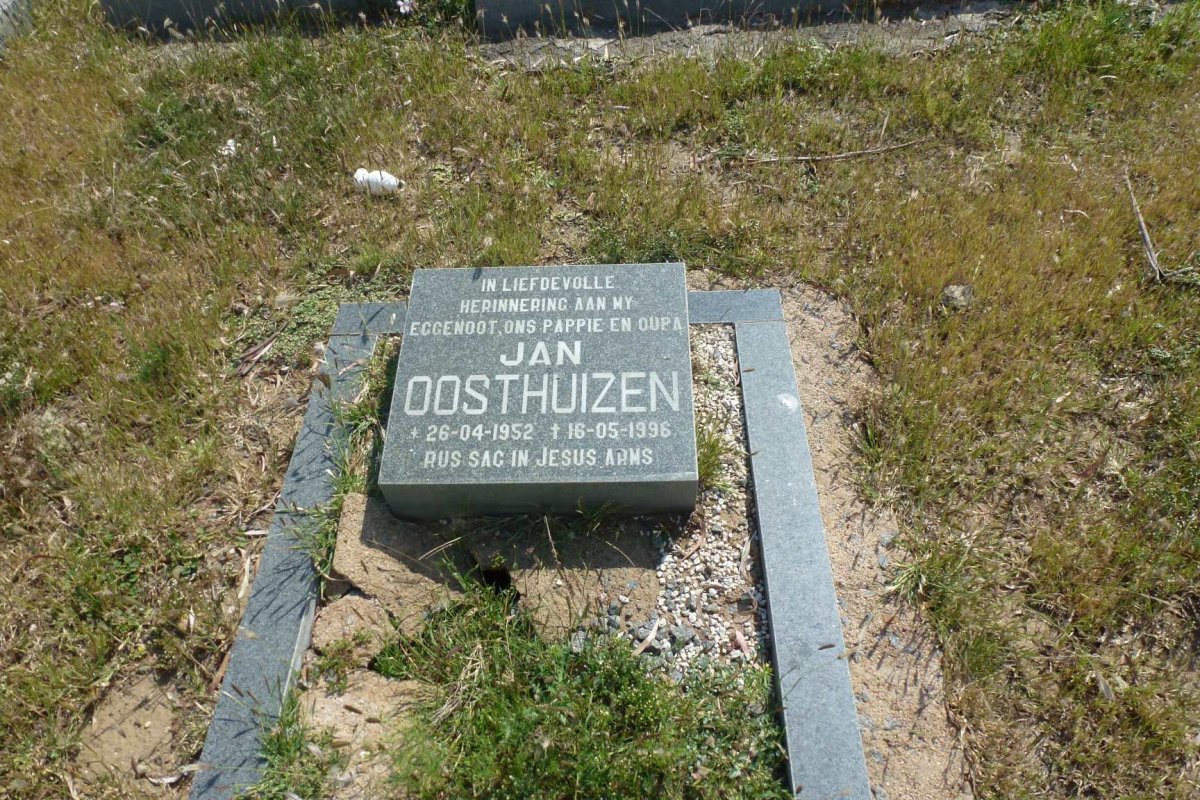 IN LIEFDEVOLLE
HERINNERING AAN MY
EGGENOOT, ONS PAPPIE EN OUPA
JAN
OOSTHUIZEN
+ 26-04-1952 † 16-05-1996
RUS SAG IN JESUS ARMS